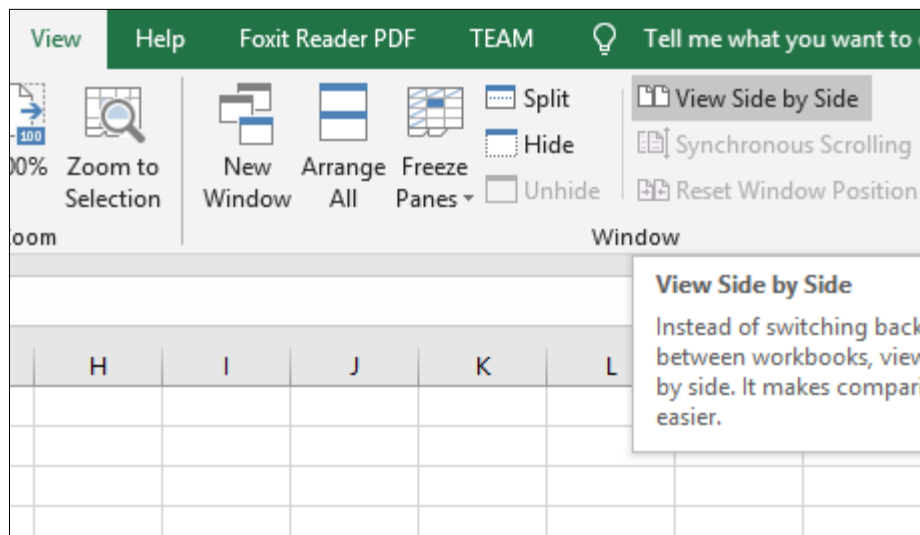 View Help Foxit Reader PDF TEAM Tell me what you want to
100
Zoom to Selection
New Window
Arrange All
Freeze Panes
Split
Hide
Unhide
View Side by Side
Synchronous Scrolling
Reset Window Position
Window
H I J K L
View Side by Side
Instead of switching back
between workbooks, view
by side. It makes compari
easier.